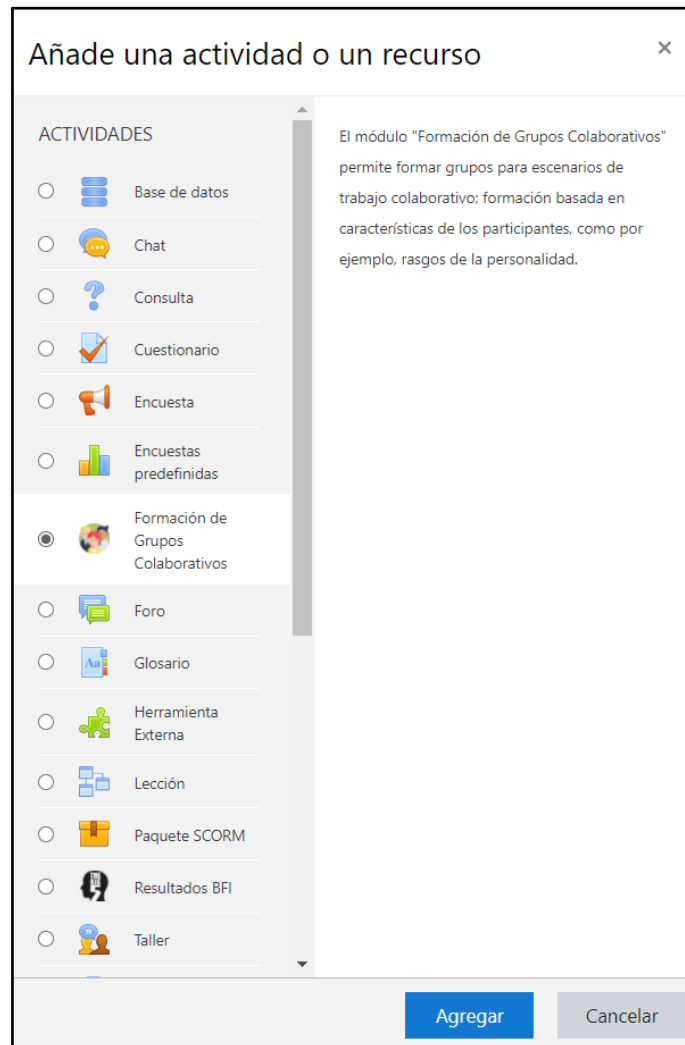 Añade una actividad o un recurso
×
ACTIVIDADES
Base de datos
Chat
Consulta
Cuestionario
Encuesta
Encuestas
predefinidas
Formación de
Grupos
Colaborativos
Foro
Glosario
Herramienta
Externa
Lección
Paquete SCORM
Resultados BFI
Taller
El módulo "Formación de Grupos Colaborativos"
permite formar grupos para escenarios de
trabajo colaborativo; formación basada en
características de los participantes, como por
ejemplo, rasgos de la personalidad.
Agregar
Cancelar